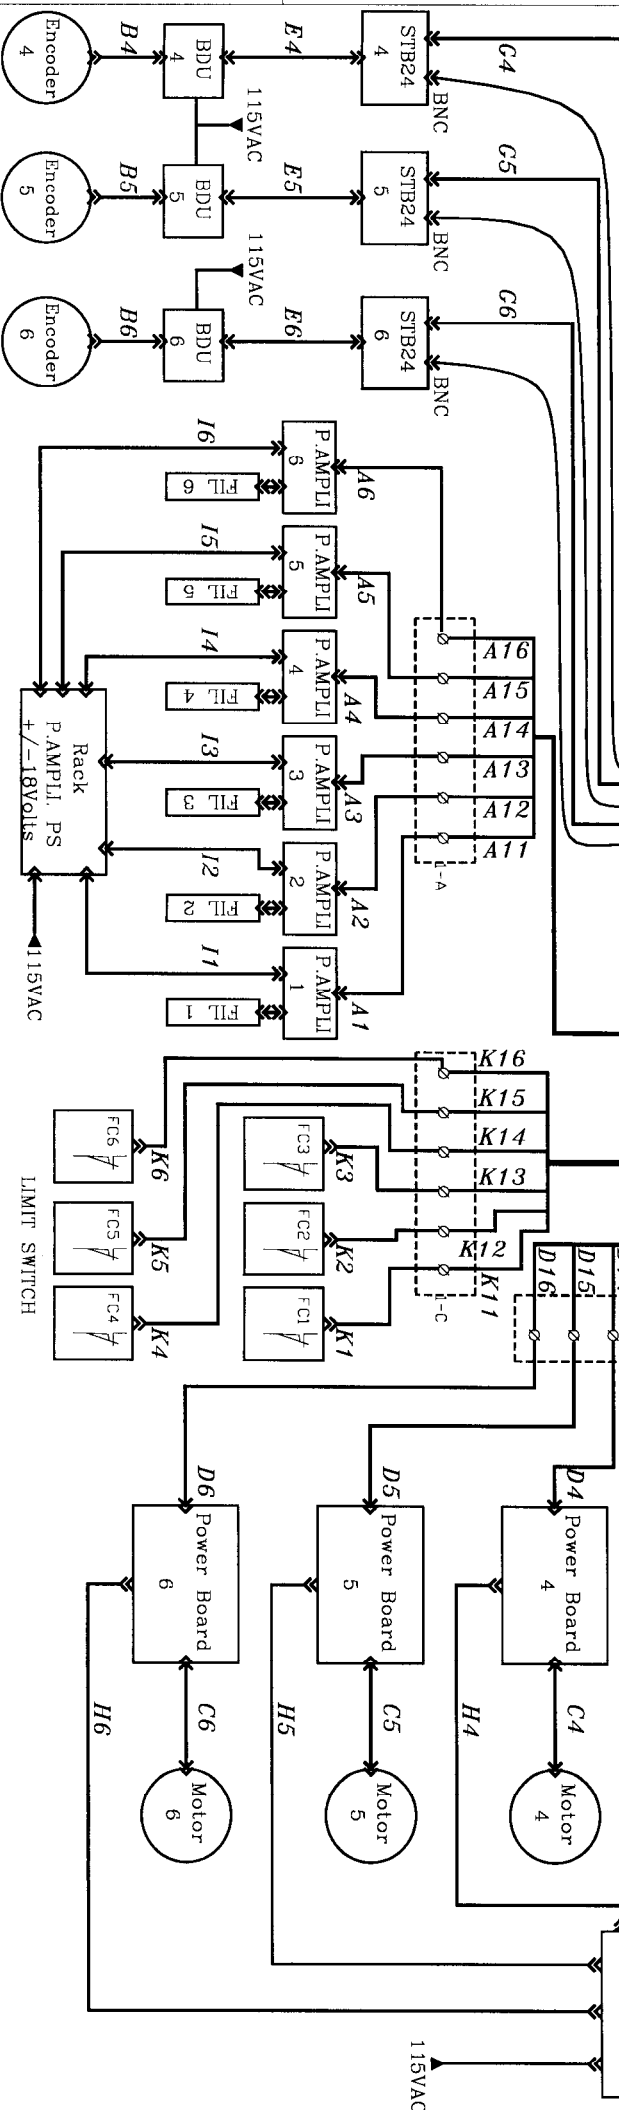 Encoder
4
B4
BDU
4
E4
STB24
4
G4
BNC
115VAC
Encoder
5
B5
BDU
5
E5
STB24
5
G5
BNC
115VAC
Encoder
6
B6
BDU
6
E6
STB24
6
G6
BNC
I6
P.AMPLI
6
FIL 6
A6
I5
P.AMPLI
5
FIL 5
A5
I4
P.AMPLI
4
FIL 4
A4
I3
P.AMPLI
3
FIL 3
A3
I2
P.AMPLI
2
FIL 2
A2
I1
P.AMPLI
1
FIL 1
A1
A16
A15
A14
A13
A12
A11
1-A
Rack
P.AMPLI. PS
+/-18Volts
115VAC
K16
K15
K14
K13
K12
K11
1-C
FC6
K6
FC5
K5
FC4
K4
FC3
K3
FC2
K2
FC1
K1
LIMIT SWITCH
D16
D15
D6
Power Board
6
C6
Motor
6
H6
D5
Power Board
5
C5
Motor
5
H5
D4
Power Board
4
C4
Motor
4
H4
115VAC